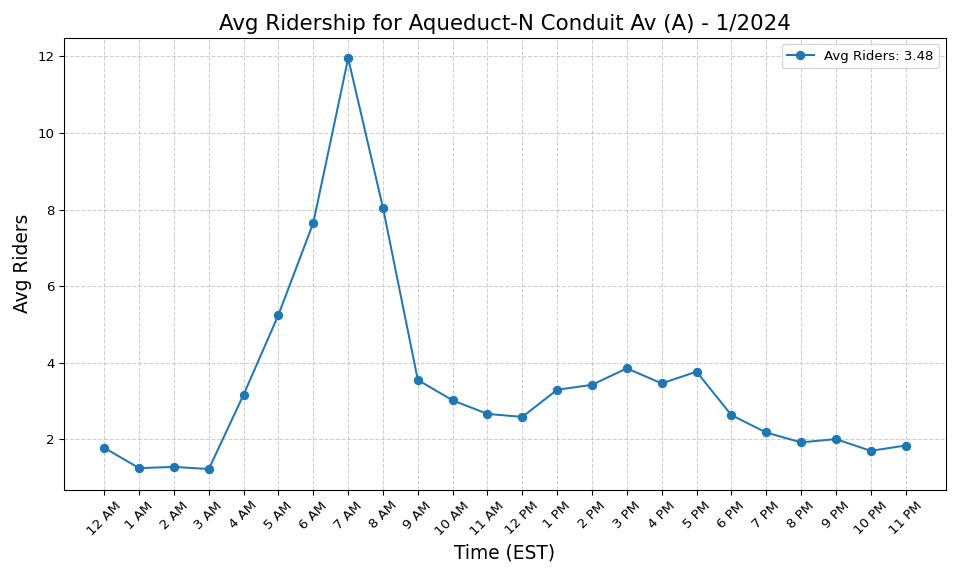 Avg Ridership for Aqueduct-N Conduit Av (A) - 1/2024
Avg Riders: 3.48
Avg Riders
12
10
8
6
4
2
12 AM
1 AM
2 AM
3 AM
4 AM
5 AM
6 AM
7 AM
8 AM
9 AM
10 AM
11 AM
12 PM
1 PM
2 PM
3 PM
4 PM
5 PM
6 PM
7 PM
8 PM
9 PM
10 PM
11 PM
Time (EST)